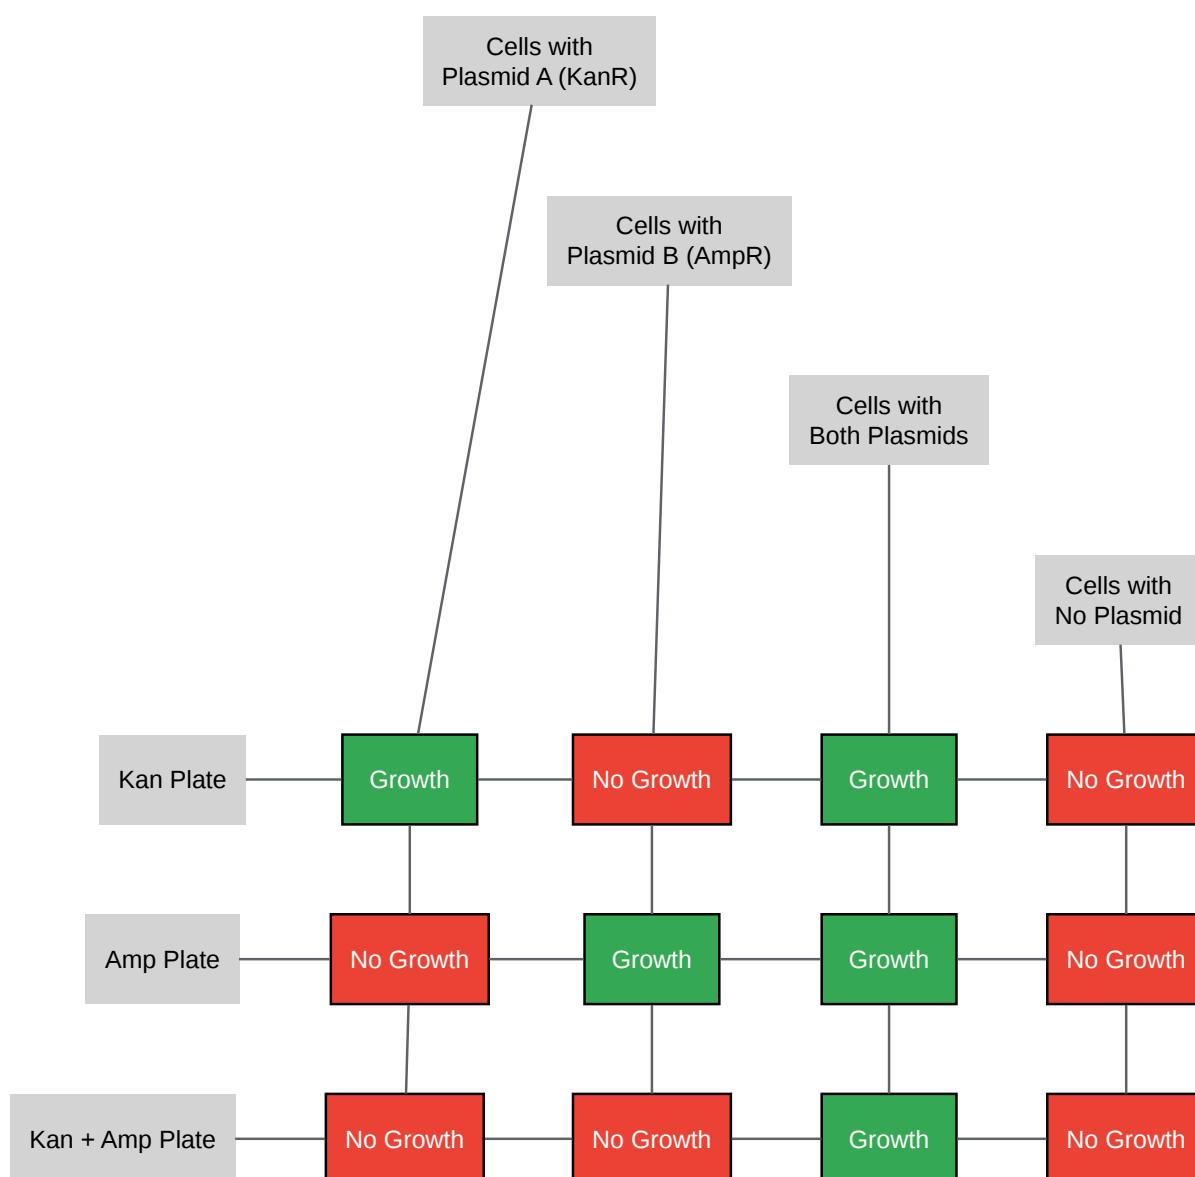 Cells with
Plasmid A (KanR)
Cells with
Plasmid B (AmpR)
Cells with
Both Plasmids
Cells with
No Plasmid
Kan Plate
Growth
No Growth
Growth
No Growth
Amp Plate
No Growth
Growth
Growth
No Growth
Kan + Amp Plate
No Growth
No Growth
Growth
No Growth